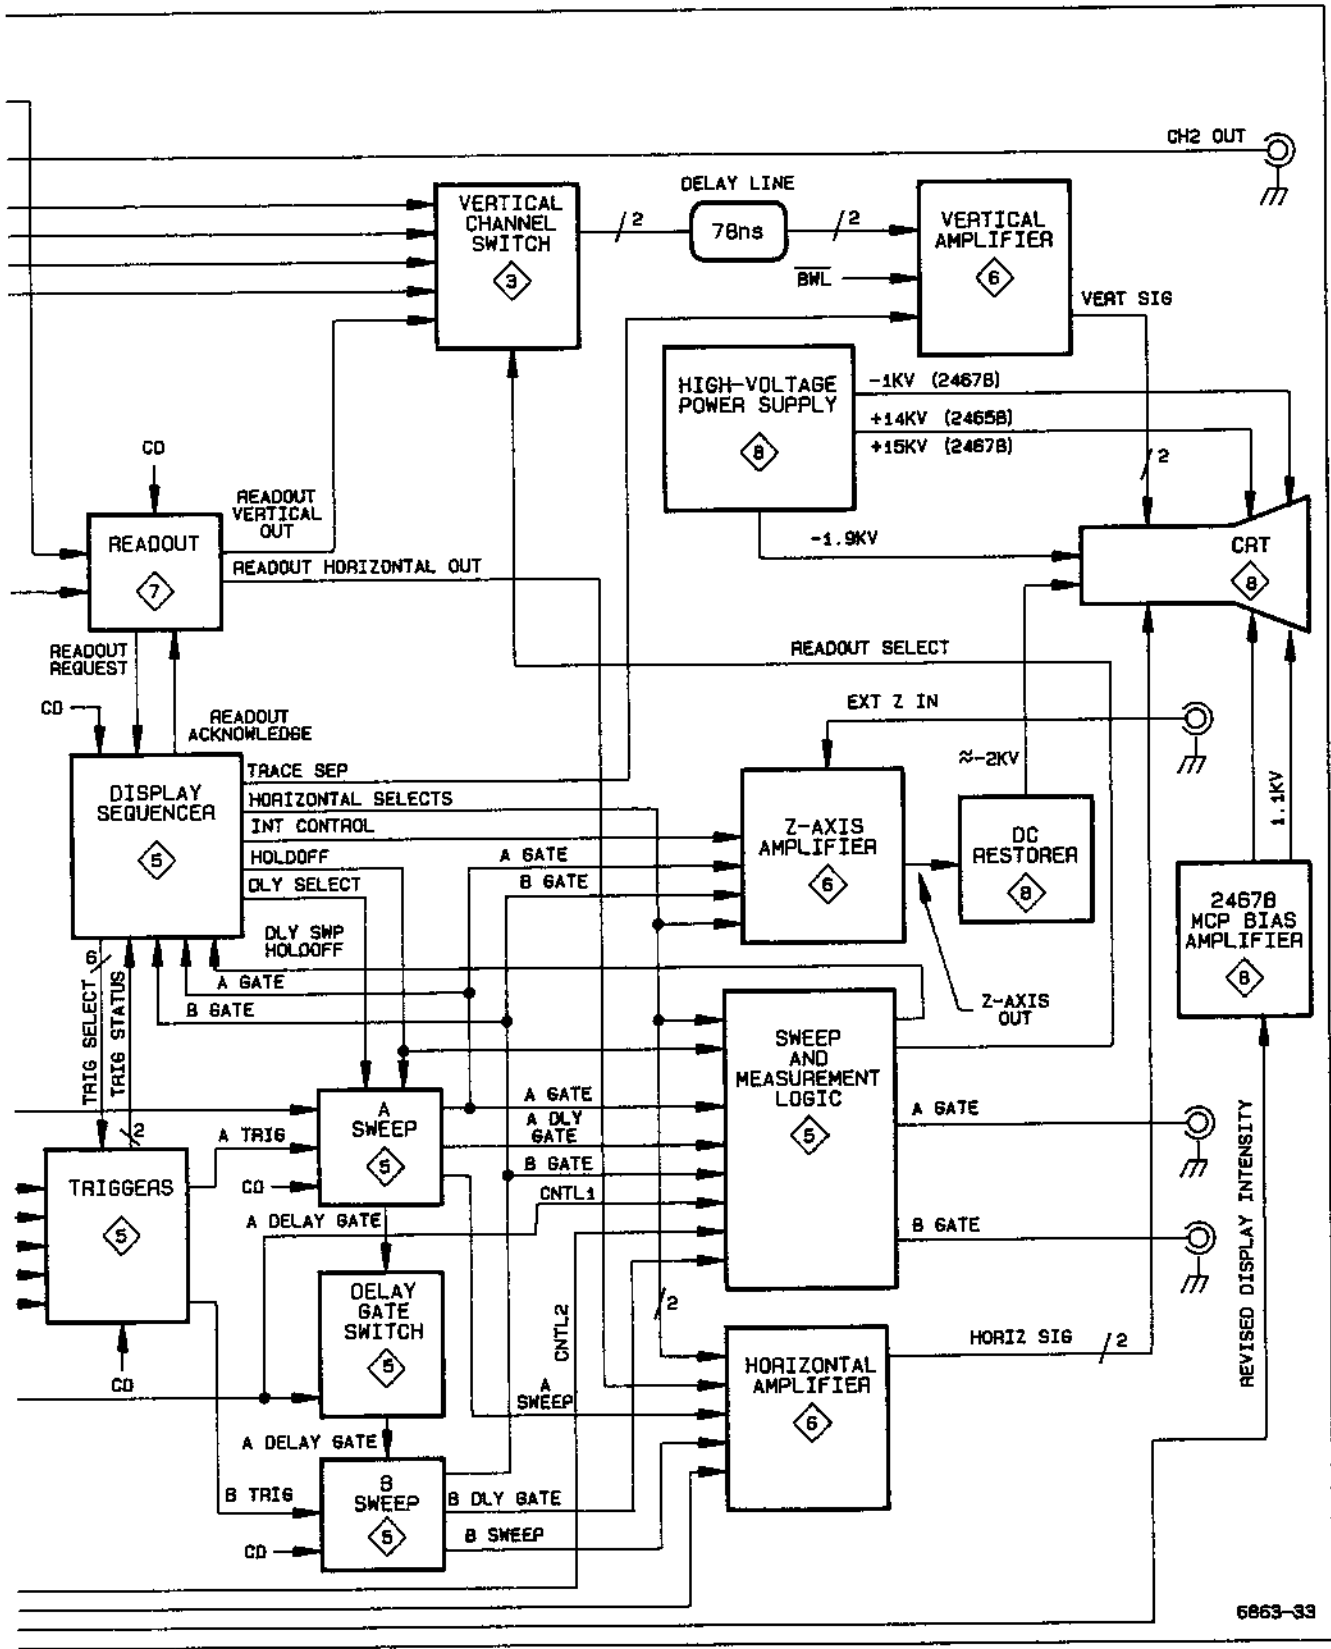 CH2 OUT
DELAY LINE
VERTICAL
CHANNEL
SWITCH
3
2
78ns
2
VERTICAL
AMPLIFIER
6
BWL
VERT SIG
HIGH-VOLTAGE
POWER SUPPLY
8
-1KV (2467B)
+14KV (2465B)
+15KV (2467B)
2
CD
READOUT
VERTICAL
OUT
READOUT
7
READOUT HORIZONTAL OUT
-1.9KV
CRT
8
READOUT
REQUEST
READOUT SELECT
CD
READOUT
ACKNOWLEDGE
EXT Z IN
≈-2KV
1.1KV
DISPLAY
SEQUENCER
5
TRACE SEP
HORIZONTAL SELECTS
INT CONTROL
HOLDOFF
DLY SELECT
A GATE
B GATE
Z-AXIS
AMPLIFIER
6
DC
RESTORER
8
2467B
MCP BIAS
AMPLIFIER
8
DLY SWP
HOLDOFF
6
A GATE
B GATE
TRIG SELECT
TRIG STATUS
2
Z-AXIS
OUT
SWEEP
AND
MEASUREMENT
LOGIC
5
A
SWEEP
5
A GATE
A DLY
GATE
B GATE
CNTL1
A TRIG
CD
A GATE
B GATE
TRIGGERS
5
CD
A DELAY GATE
DELAY
GATE
SWITCH
5
CNTL2
2
HORIZONTAL
AMPLIFIER
6
HORIZ SIG
2
REVISED DISPLAY INTENSITY
A
SWEEP
A DELAY GATE
B
SWEEP
5
B TRIG
CD
B DLY GATE
B SWEEP
6863-33